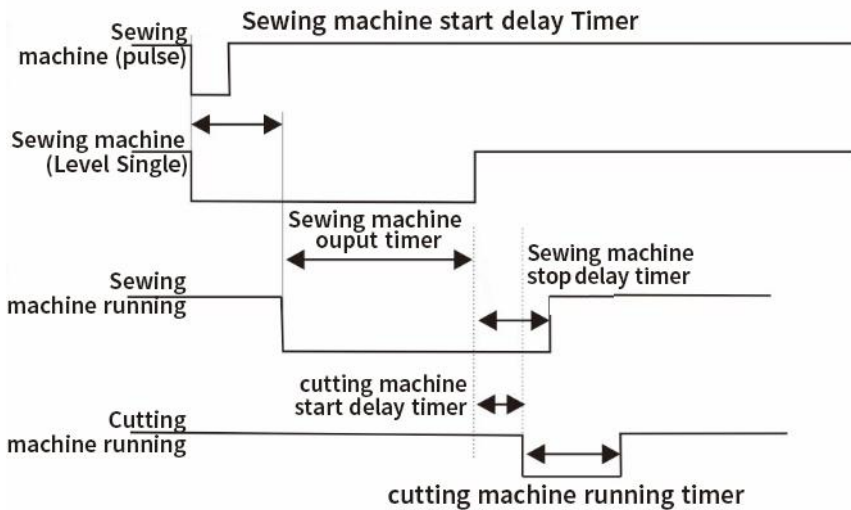 Sewing machine start delay Timer
Sewing
machine (pulse)
Sewing machine
(Level Single)
Sewing machine
ouput timer
Sewing machine
stop delay timer
Sewing
machine running
cutting machine
start delay timer
Cutting
machine running
cutting machine running timer